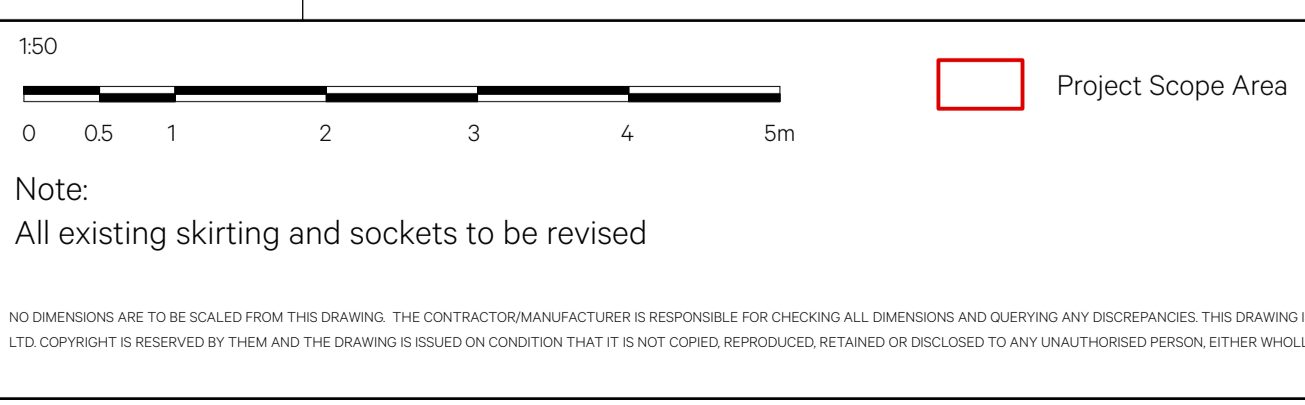 1:50
Project Scope Area
0 0.5 1 2 3 4 5m
Note:
All existing skirting and sockets to be revised
NO DIMENSIONS ARE TO BE SCALED FROM THIS DRAWING. THE CONTRACTOR/MANUFACTURER IS RESPONSIBLE FOR CHECKING ALL DIMENSIONS AND QUERYING ANY DISCREPANCIES. THIS DRAWING
LTD. COPYRIGHT IS RESERVED BY THEM AND THE DRAWING IS ISSUED ON CONDITION THAT IT IS NOT COPIED, REPRODUCED, RETAINED OR DISCLOSED TO ANY UNAUTHORISED PERSON, EITHER